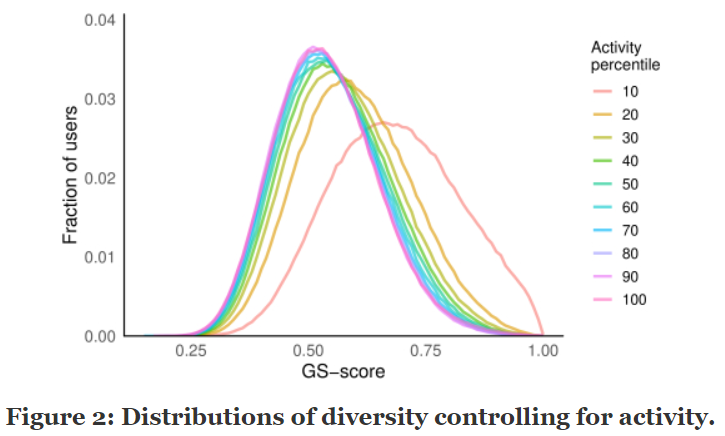 0.04
0.03
0.02
0.01
0.00
Fraction of users
0.25 0.50 0.75 1.00
GS−score
Activity
percentile
10
20
30
40
50
60
70
80
90
100
Figure 2: Distributions of diversity controlling for activity.